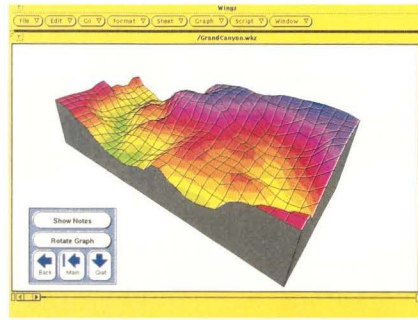 Wingz
File Edit Go Format Sheet Graph Script Window
/GrandCanyon.wkz
Show Notes
Rotate Graph
Back Main Quit